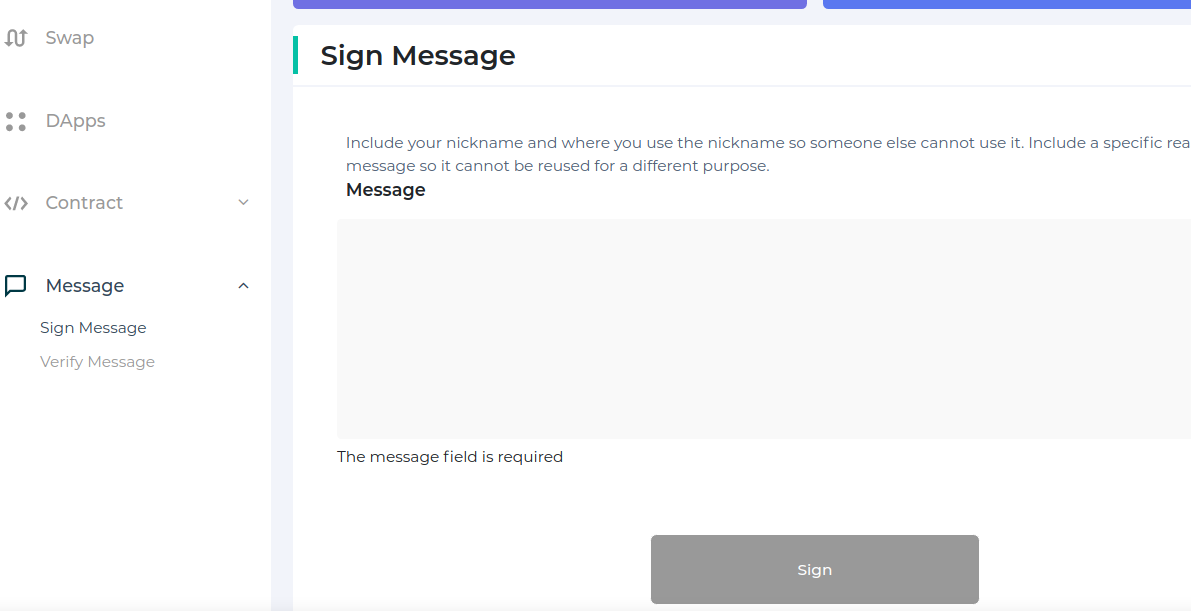 Swap
DApps
Contract
Message
Sign Message
Verify Message
Sign Message
Include your nickname and where you use the nickname so someone else cannot use it. Include a specific rea
message so it cannot be reused for a different purpose.
Message
The message field is required
Sign